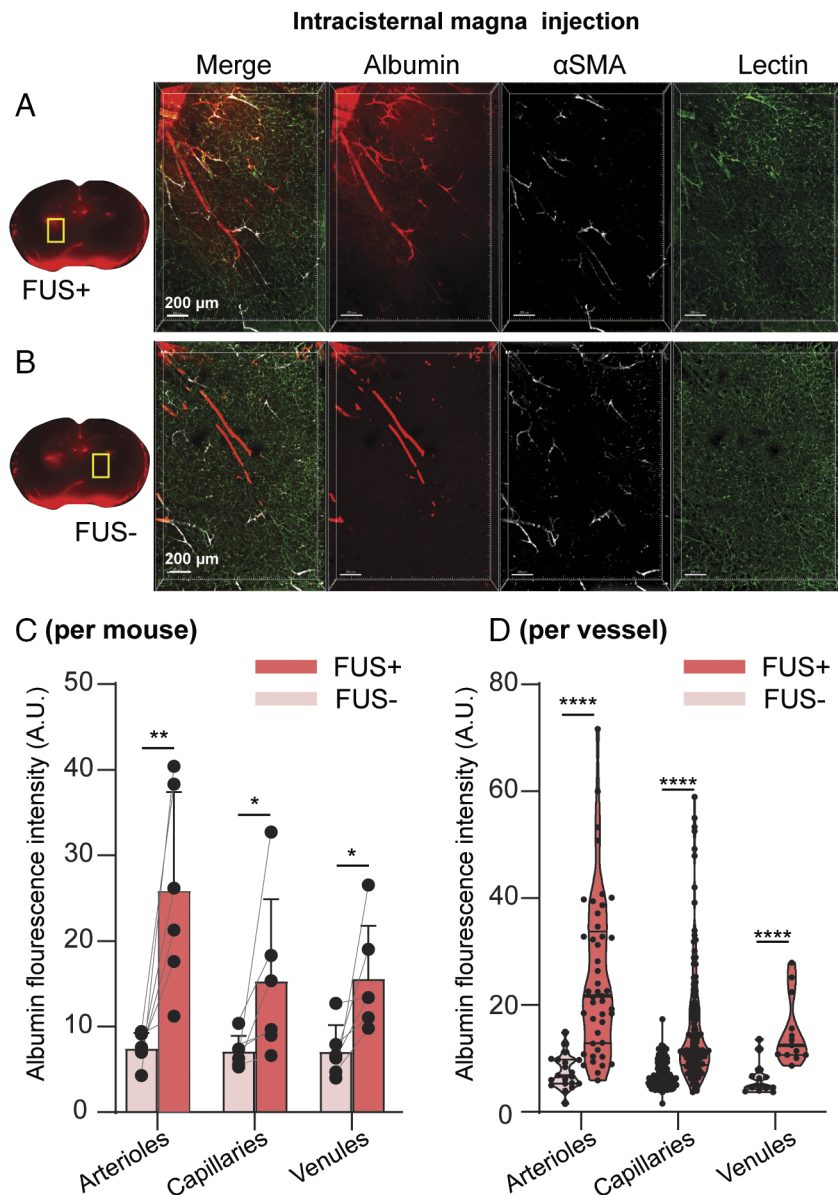 Intracisternal magna injection
Merge Albumin αSMA Lectin
A
FUS+
200 µm
B
FUS-
200 µm
C (per mouse)
FUS+
FUS-
Albumin flourescence intensity (A.U.)
50
40
30
20
10
0
**
*
*
Arterioles
Capillaries
Venules
D (per vessel)
FUS+
FUS-
Albumin flourescence intensity (A.U.)
80
60
40
20
80
****
****
****
Arterioles
Capillaries
Venules